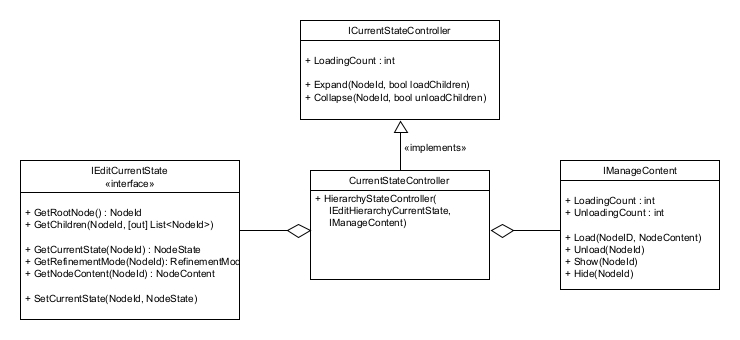 ICurrentStateController
+ LoadingCount : int
+ Expand(NodeId, bool loadChildren)
+ Collapse(NodeId, bool unloadChildren)
«implements»
IEditCurrentState
«interface»
+ GetRootNode() : NodeId
+ GetChildren(NodeId, [out] List<NodeId>)
+ GetCurrentState(NodeId) : NodeState
+ GetRefinementMode(NodeId): RefinementMod
+ GetNodeContent(NodeId) : NodeContent
+ SetCurrentState(NodeId, NodeState)
CurrentStateController
+ HierarchyStateController(
IEditHierarchyCurrentState,
IManageContent)
IManageContent
+ LoadingCount : int
+ UnloadingCount : int
+ Load(NodeID, NodeContent)
+ Unload(NodeId)
+ Show(NodeId)
+ Hide(NodeId)